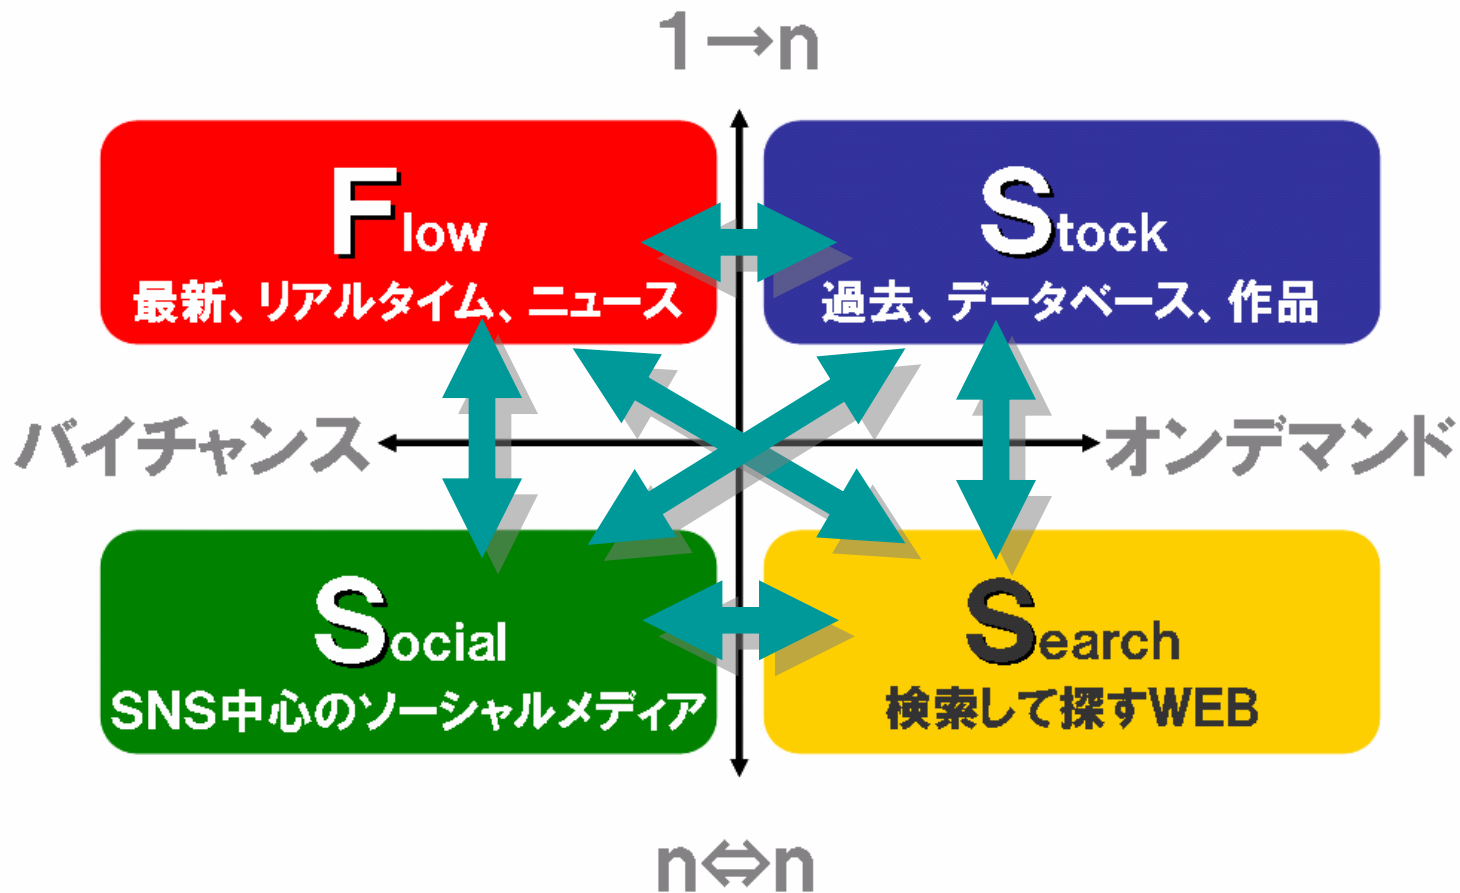 1→n
Flow
最新、リアルタイム、ニュース
Stock
過去、データベース、作品
バイチャンス
オンデマンド
Social
SNS中心のソーシャルメディア
Search
検索して探すWEB
n⇔n